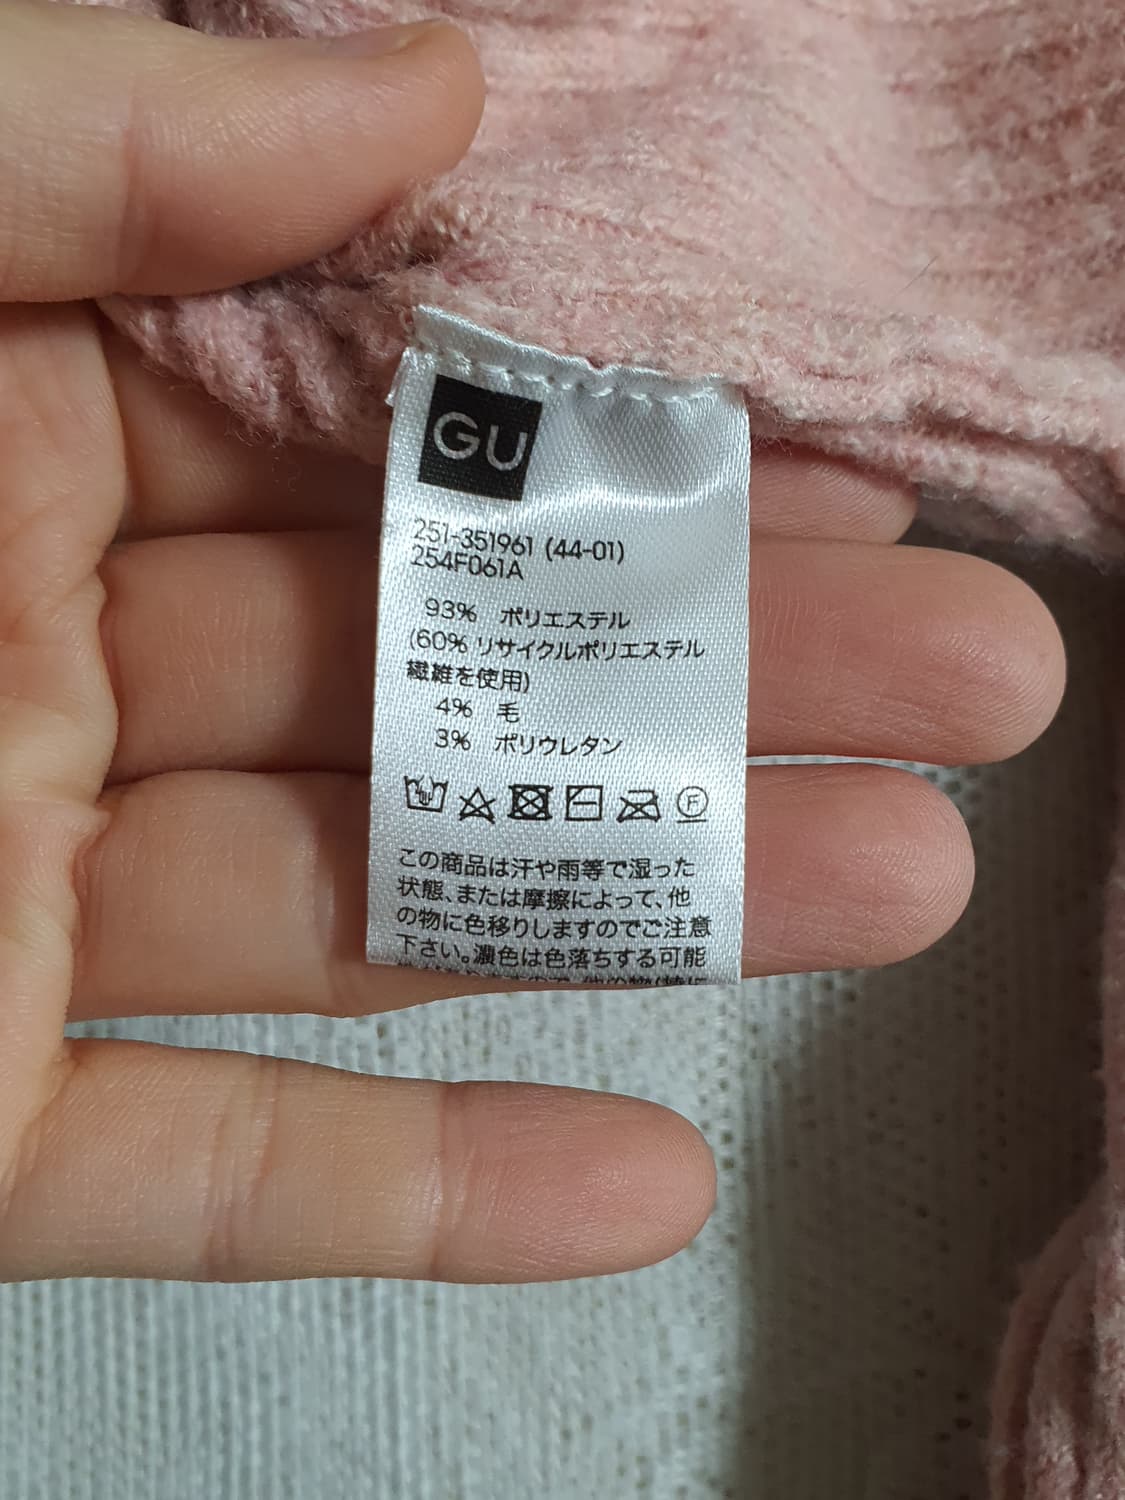 GU
251-351961 (44-01)
254F061A
93% ポリエステル
(60% リサイクルポリエステル
繊維を使用)
4% 毛
3% ポリウレタン
F
この商品は汗や雨等で湿った
状態、または摩擦によって、他
の物に色移りしますのでご注意
下さい。濃色は色落ちする可能